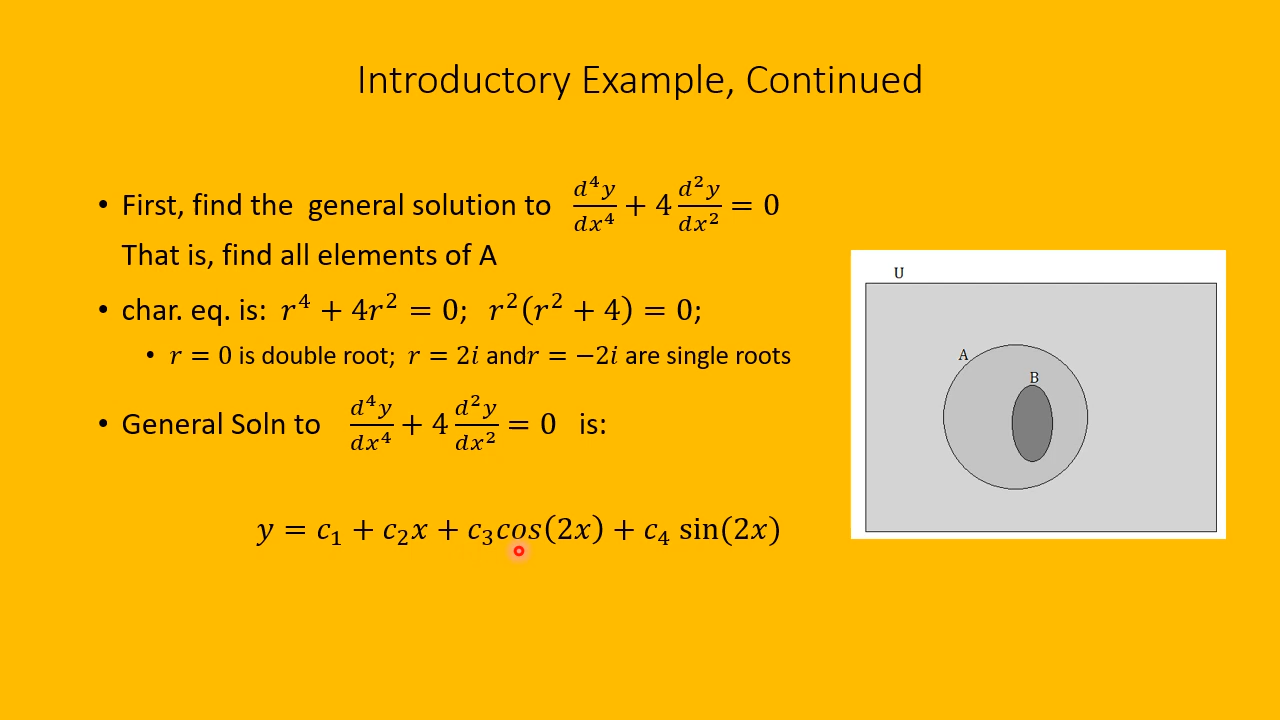 Introductory Example, Continued
• First, find the general solution to d⁴y/dx⁴ + 4 d²y/dx² = 0
That is, find all elements of A
• char. eq. is: r⁴ + 4r² = 0; r²(r² + 4) = 0;
• r = 0 is double root; r = 2i andr = −2i are single roots
• General Soln to d⁴y/dx⁴ + 4 d²y/dx² = 0 is:
y = c₁ + c₂x + c₃cos(2x) + c₄ sin(2x)
U
A
B